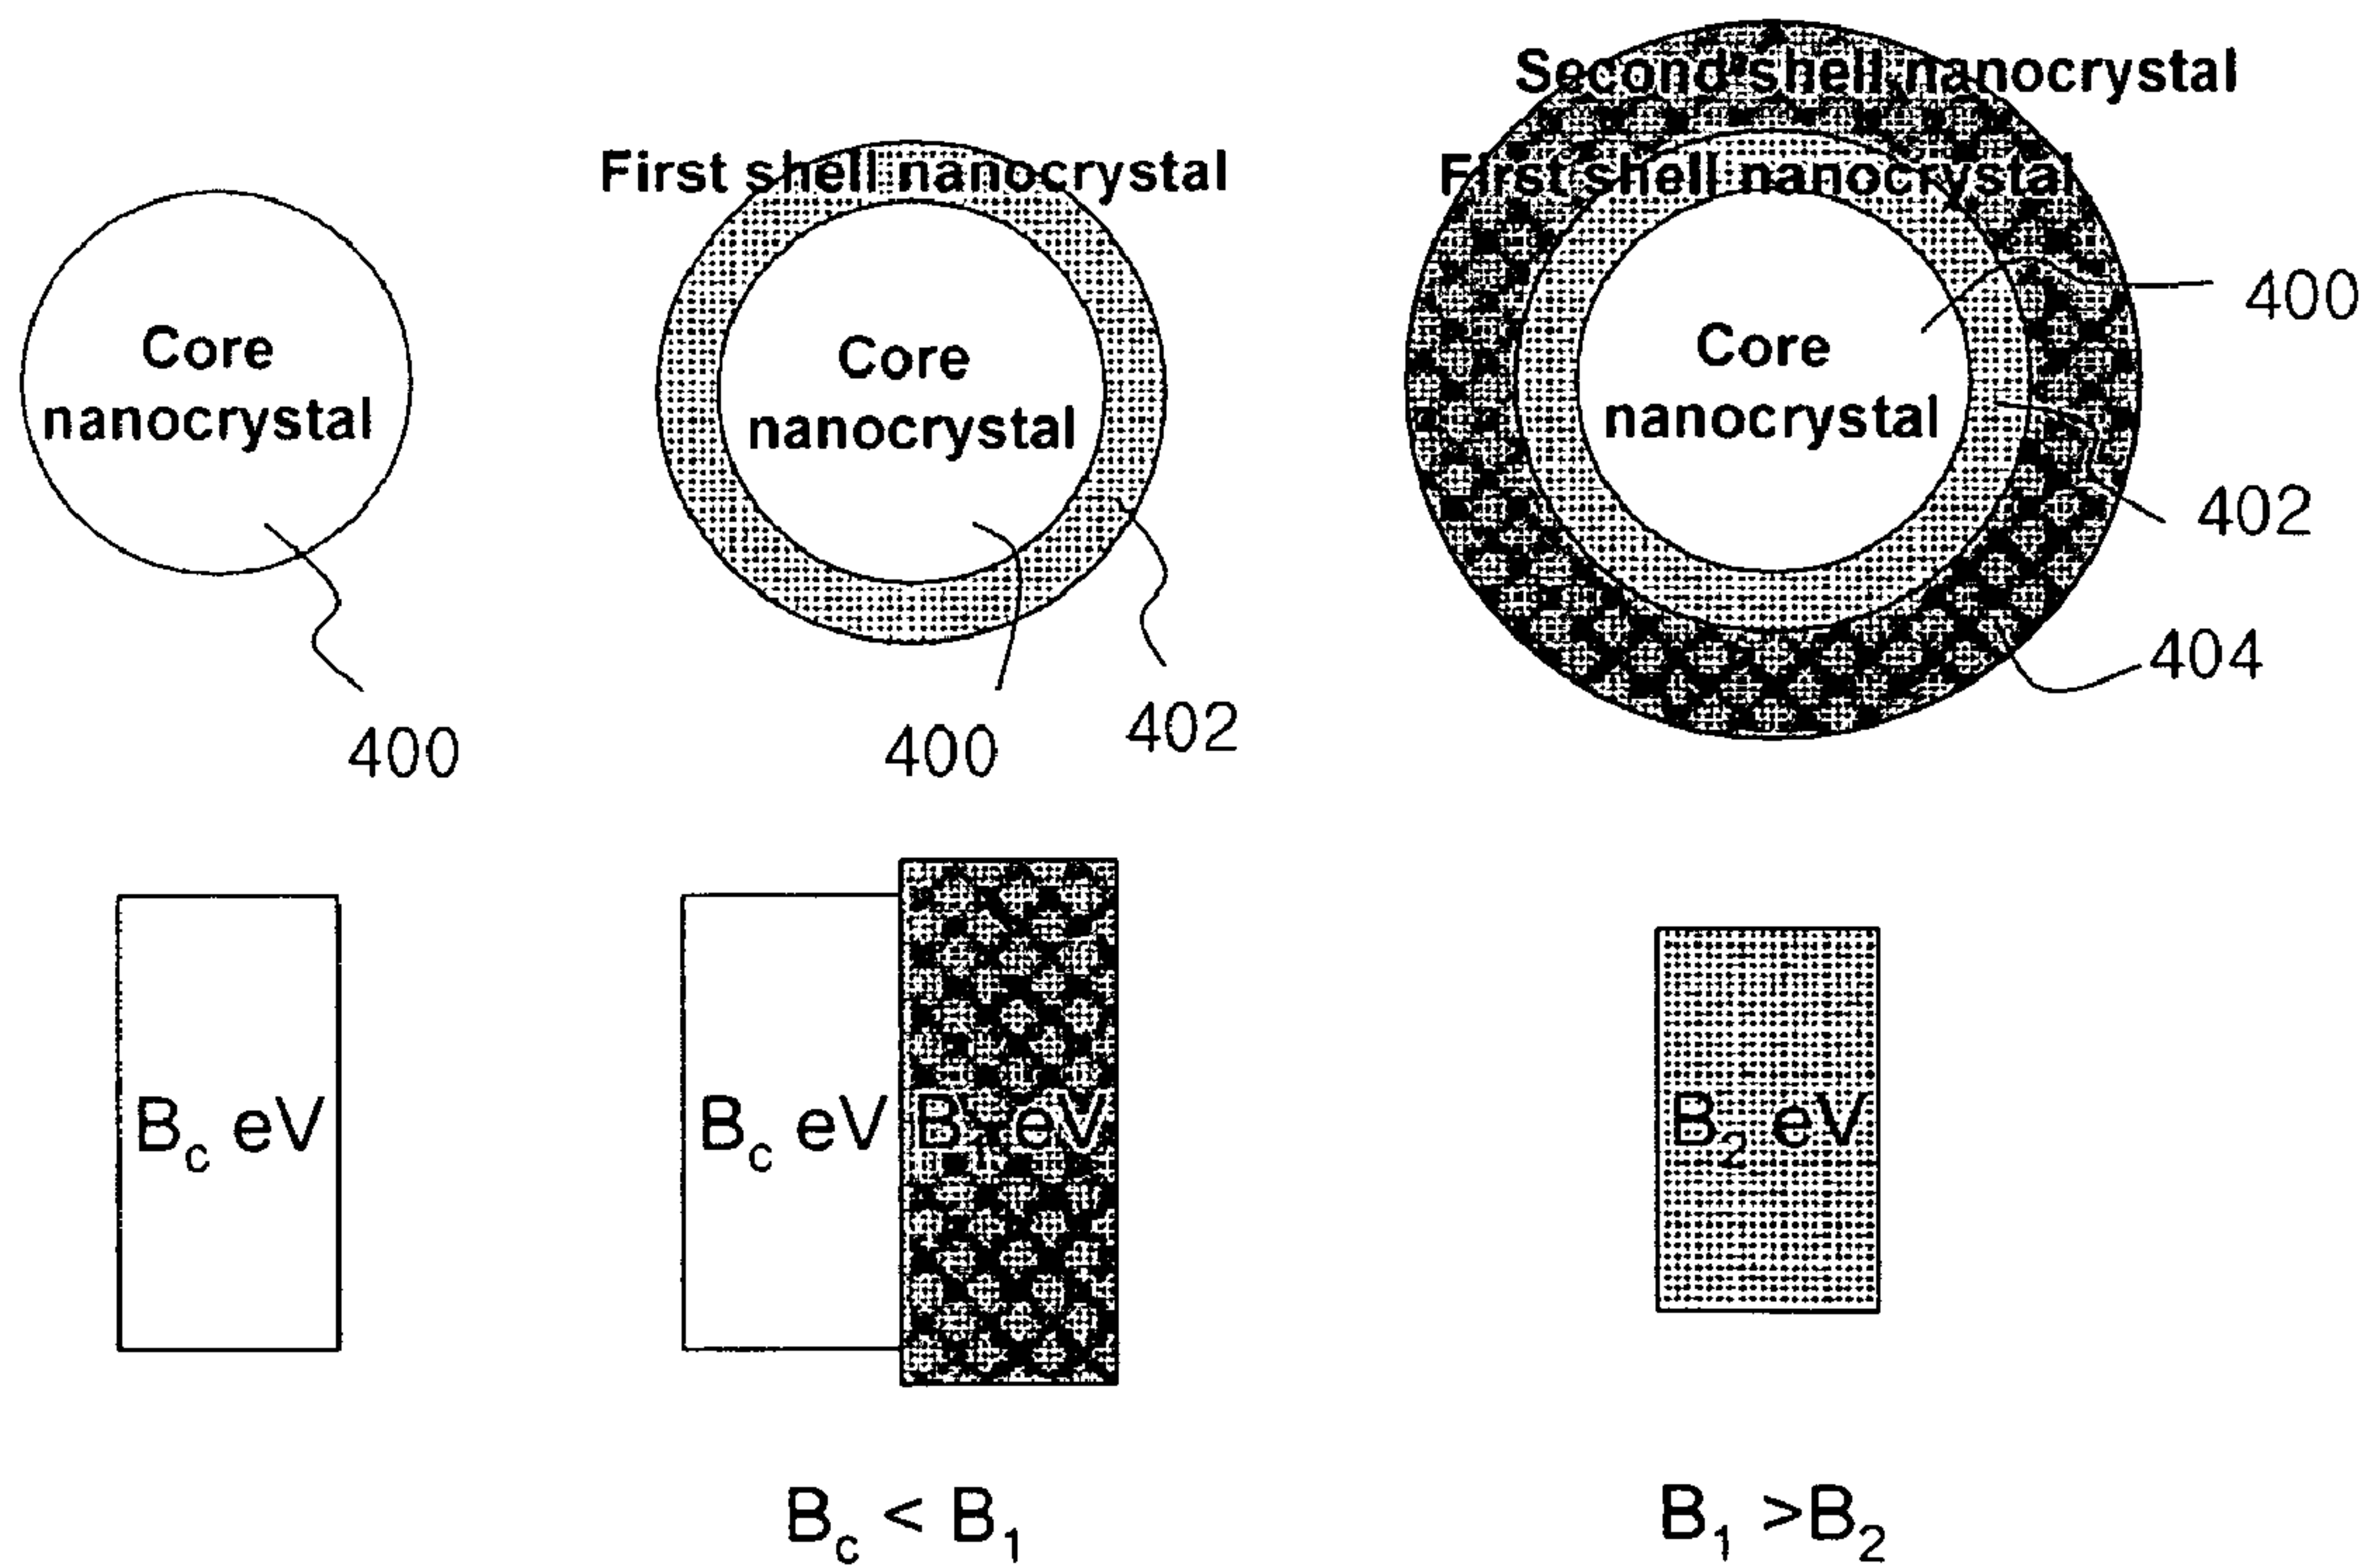 Core
nanocrystal
400
First shell nanocrystal
Core
nanocrystal
400
402
Second shell nanocrystal
First shell nanocrystal
Core
nanocrystal
400
402
404
B_c eV
B_c eV
B_1 eV
B_2 eV
B_c < B_1
B_1 >B_2